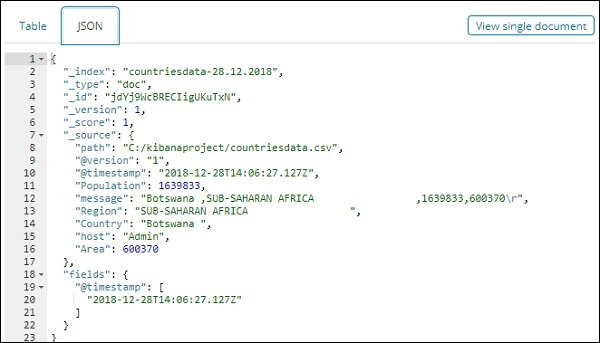 Table JSON View single document
1 {
2 "_index": "countriesdata-28.12.2018",
3 "_type": "doc",
4 "_id": "jdYj9WcBRECIigUKuTxN",
5 "_version": 1,
6 "_score": 1,
7 "_source": {
8 "path": "C:/kibanaproject/countriesdata.csv",
9 "@version": "1",
10 "@timestamp": "2018-12-28T14:06:27.127Z",
11 "Population": 1639833,
12 "message": "Botswana ,SUB-SAHARAN AFRICA                 ,1639833,600370\r",
13 "Region": "SUB-SAHARAN AFRICA                 ",
14 "Country": "Botswana ",
15 "host": "Admin",
16 "Area": 600370
17 },
18 "fields": {
19 "@timestamp": [
20 "2018-12-28T14:06:27.127Z"
21 ]
22 }
23 }